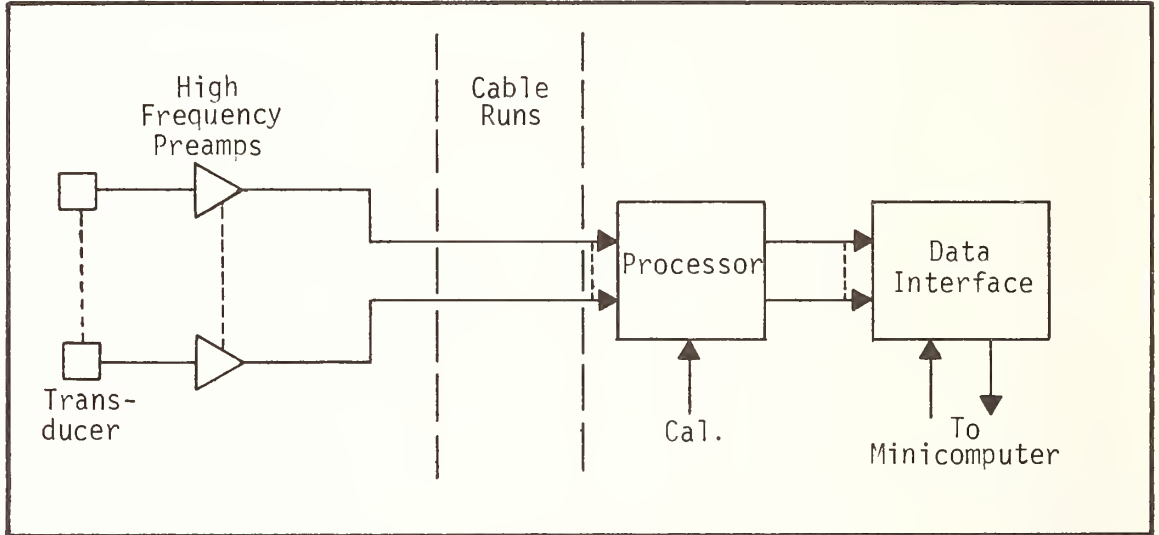 High
Frequency
Preamps
Cable
Runs
Trans-
ducer
Processor
Cal.
Data
Interface
To
Minicomputer